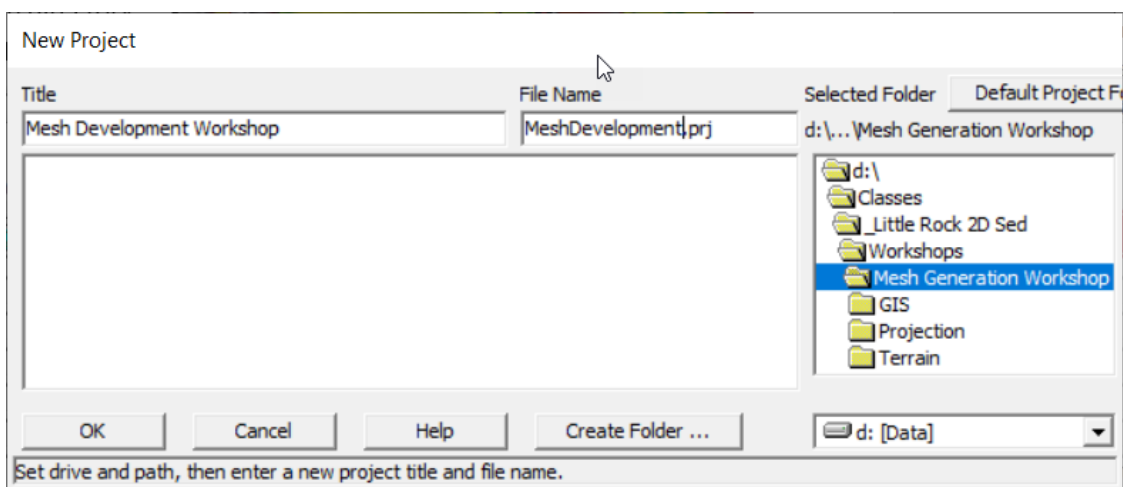 New Project
Title
File Name
Selected Folder
Default Project F
Mesh Development Workshop
MeshDevelopment.prj
d:\...\Mesh Generation Workshop
d:\
Classes
_Little Rock 2D Sed
Workshops
Mesh Generation Workshop
GIS
Projection
Terrain
OK
Cancel
Help
Create Folder ...
d: [Data]
Set drive and path, then enter a new project title and file name.